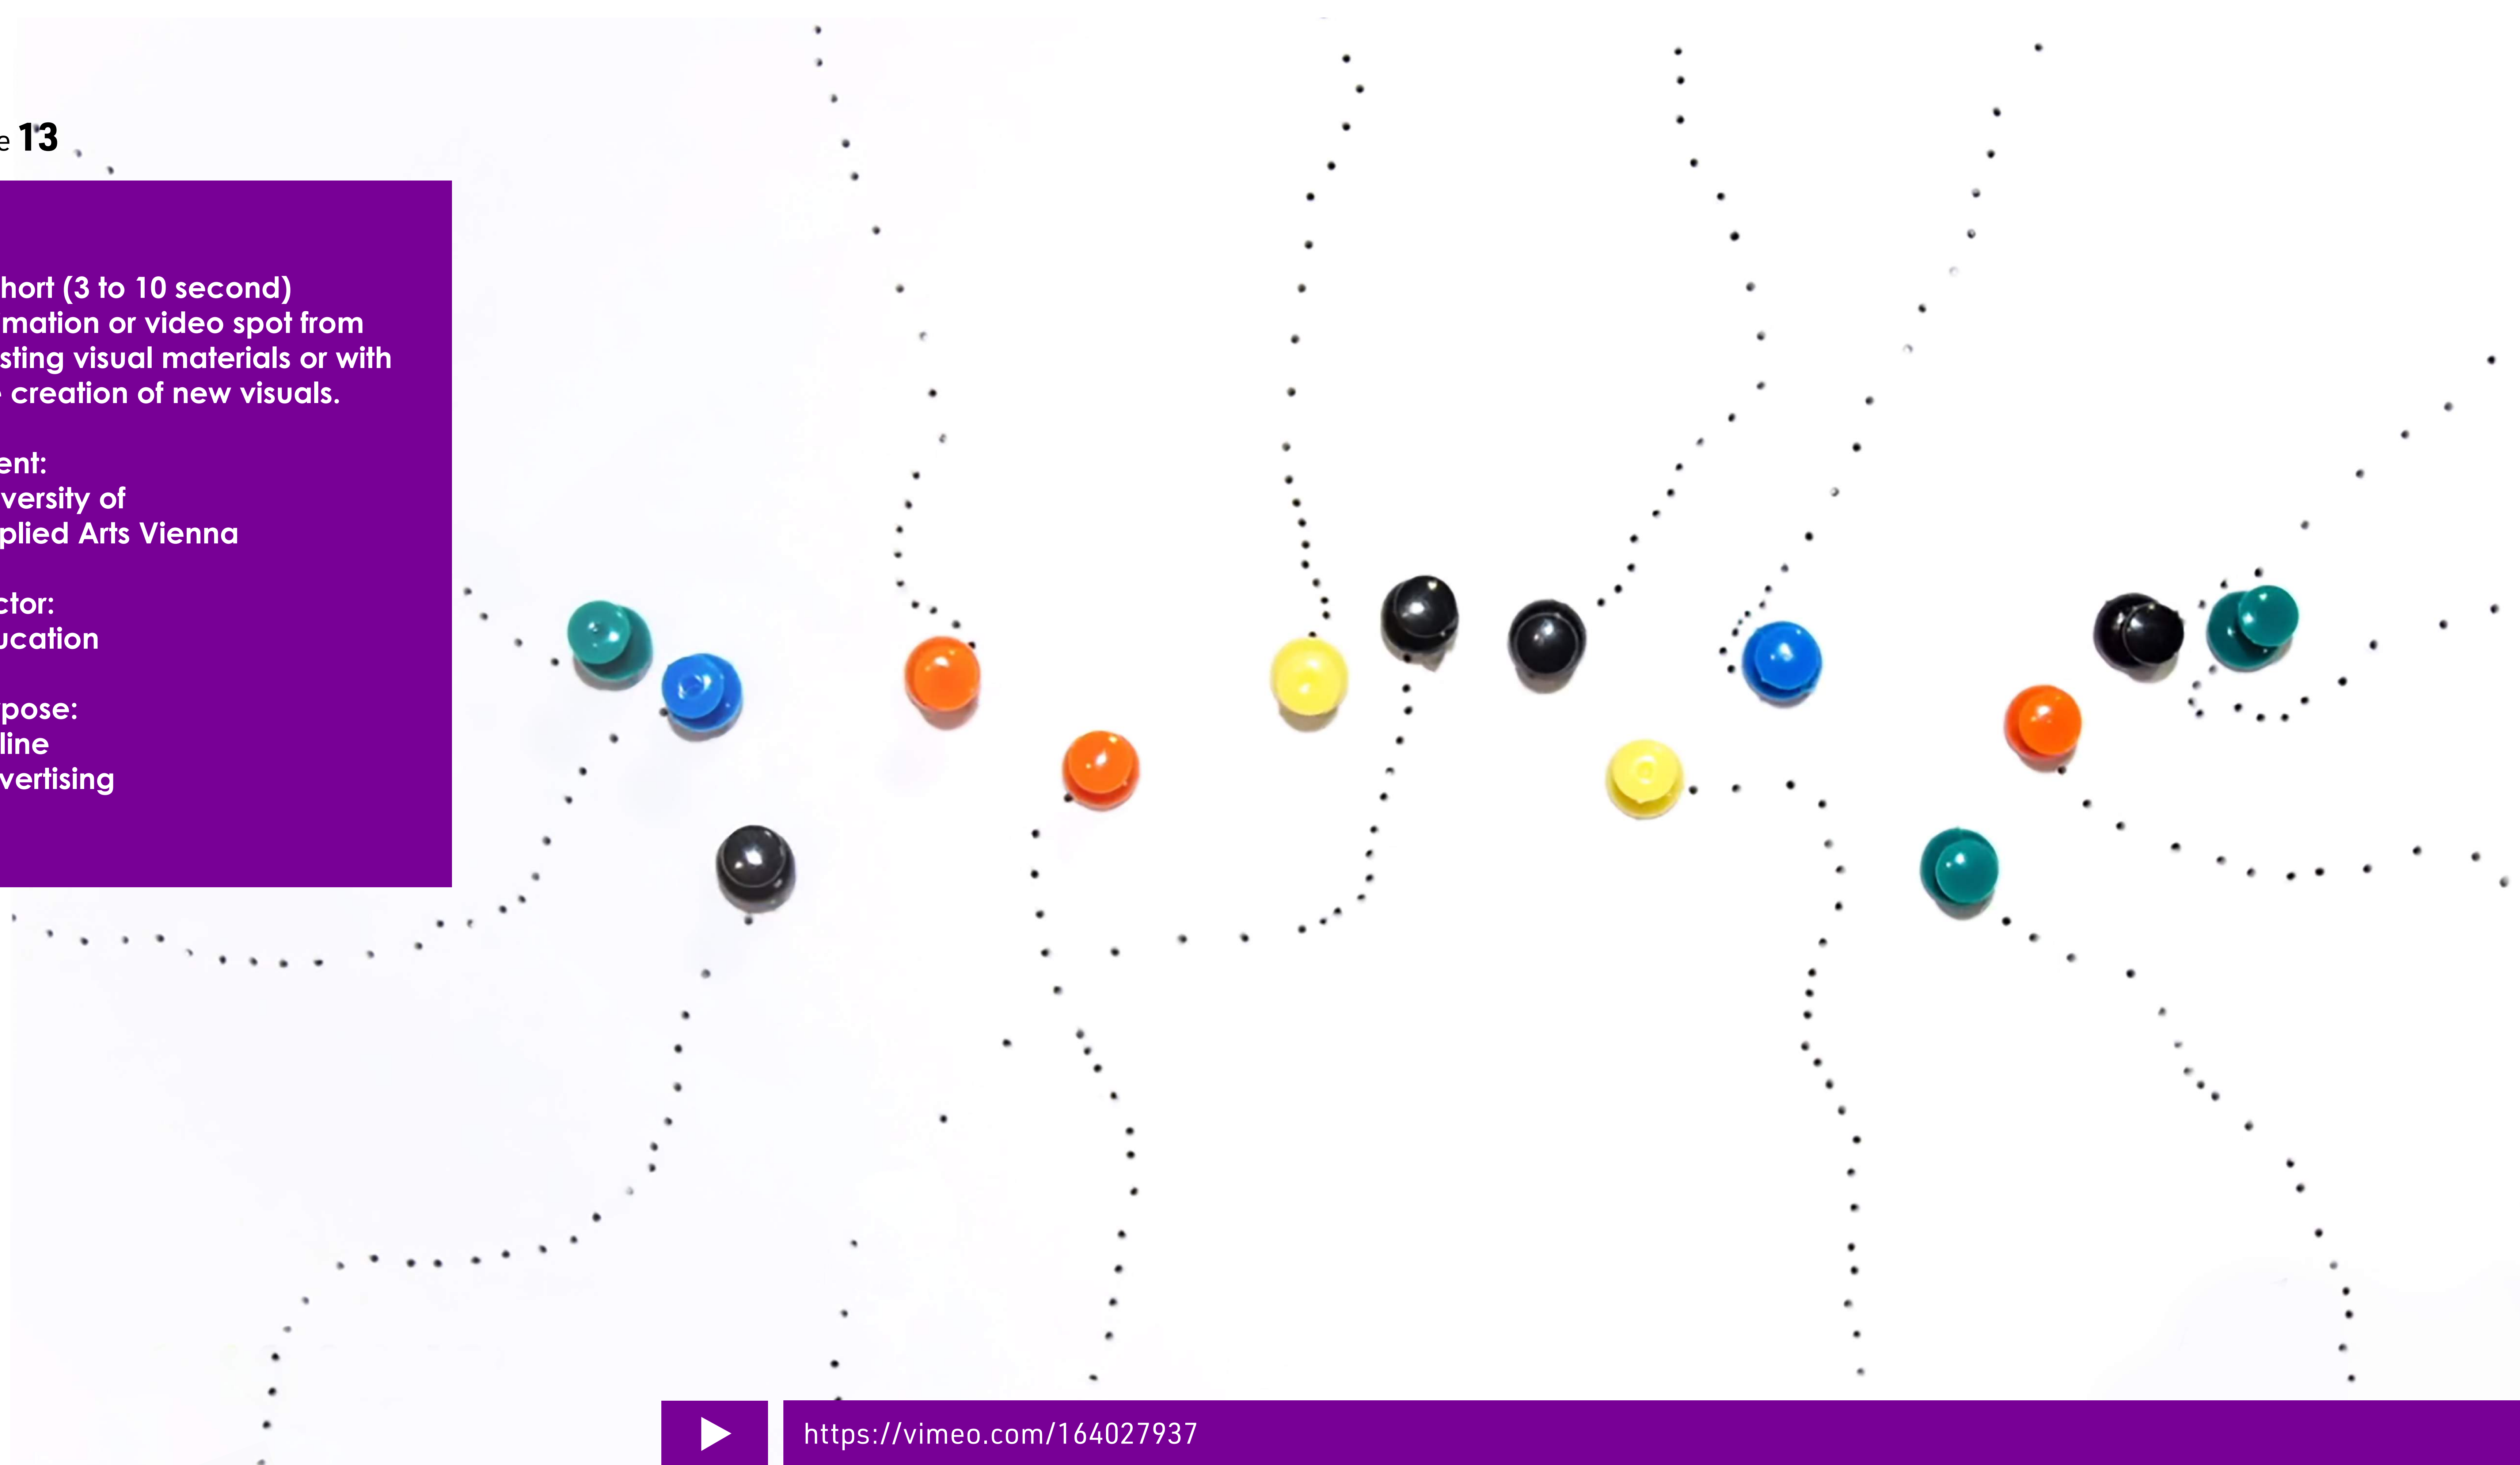 e 13
hort (3 to 10 second)
mation or video spot from
sting visual materials or with
e creation of new visuals.
ent:
versity of
plied Arts Vienna
ctor:
ucation
pose:
line
vertising
https://vimeo.com/164027937